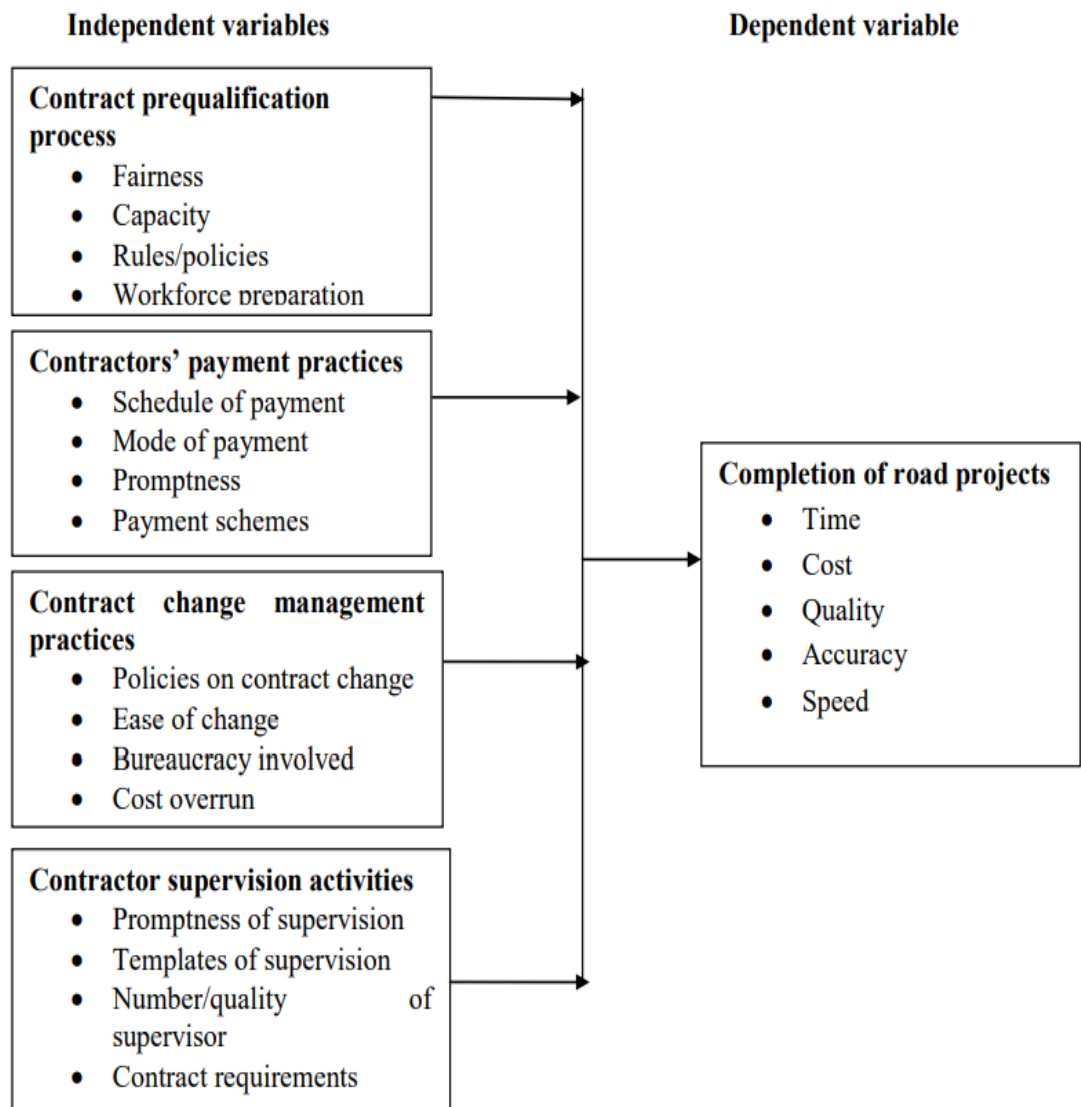 Independent variables
Dependent variable
Contract prequalification
process
• Fairness
• Capacity
• Rules/policies
• Workforce preparation
Contractors’ payment practices
• Schedule of payment
• Mode of payment
• Promptness
• Payment schemes
Contract change management
practices
• Policies on contract change
• Ease of change
• Bureaucracy involved
• Cost overrun
Contractor supervision activities
• Promptness of supervision
• Templates of supervision
• Number/quality of
supervisor
• Contract requirements
Completion of road projects
• Time
• Cost
• Quality
• Accuracy
• Speed